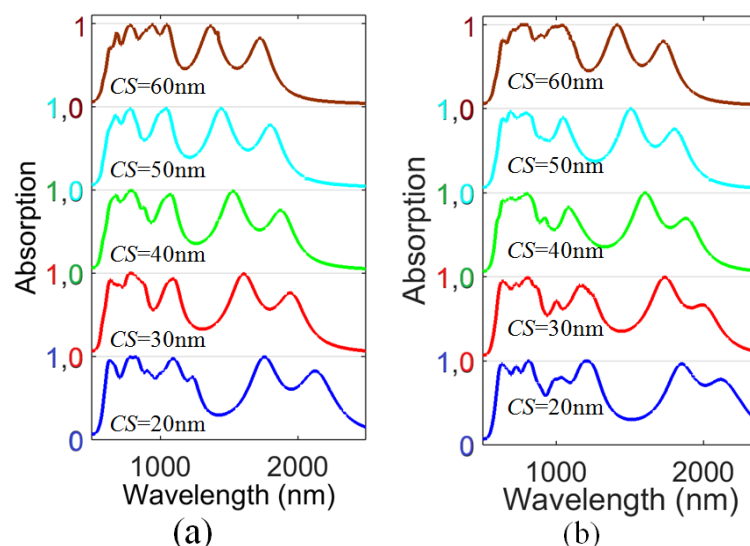 1
0
CS=60nm
1,0
CS=50nm
1,0
CS=40nm
1,0
CS=30nm
1,0
CS=20nm
0
Absorption
1000
2000
Wavelength (nm)
(a)
1
0
CS=60nm
1,0
CS=50nm
1,0
CS=40nm
1,0
CS=30nm
1,0
CS=20nm
0
Absorption
1000
2000
Wavelength (nm)
(b)